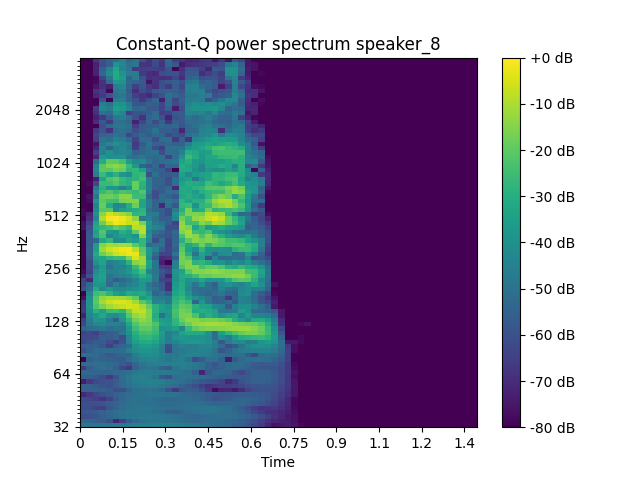 Constant-Q power spectrum speaker_8
Hz
2048
1024
512
256
128
64
32
0 0.15 0.3 0.45 0.6 0.75 0.9 1.1 1.2 1.4
Time
+0 dB
-10 dB
-20 dB
-30 dB
-40 dB
-50 dB
-60 dB
-70 dB
-80 dB